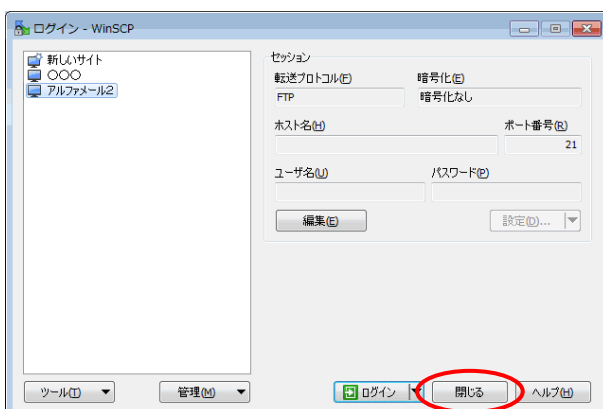 ログイン - WinSCP
新しいサイト
○○○
アルファメール2
セッション
転送プロトコル(F) 暗号化(E)
FTP 暗号化なし
ホスト名(H) ポート番号(R)
21
ユーザ名(U) パスワード(P)
編集(E) 設定(D)...
ツール(T) 管理(M) ログイン 閉じる ヘルプ(H)